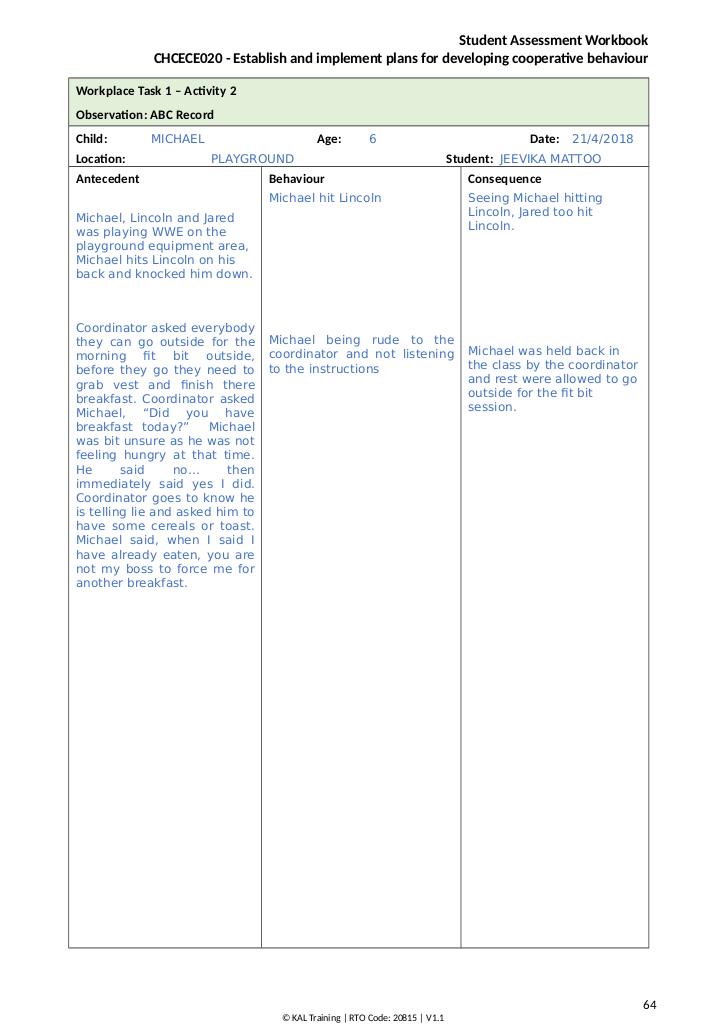 Student Assessment Workbook
CHCECE020 - Establish and implement plans for developing cooperative behaviour
Workplace Task 1 – Activity 2
Observation: ABC Record
Child: MICHAEL Age: 6 Date: 21/4/2018
Location: PLAYGROUND Student: JEEVIKA MATTOO
Antecedent
Michael, Lincoln and Jared
was playing WWE on the
playground equipment area,
Michael hits Lincoln on his
back and knocked him down.
Coordinator asked everybody
they can go outside for the
morning fit bit outside,
before they go they need to
grab vest and finish there
breakfast. Coordinator asked
Michael, “Did you have
breakfast today?” Michael
was bit unsure as he was not
feeling hungry at that time.
He said no… then
immediately said yes I did.
Coordinator goes to know he
is telling lie and asked him to
have some cereals or toast.
Michael said, when I said I
have already eaten, you are
not my boss to force me for
another breakfast.
Behaviour
Michael hit Lincoln
Michael being rude to the
coordinator and not listening
to the instructions
Consequence
Seeing Michael hitting
Lincoln, Jared too hit
Lincoln.
Michael was held back in
the class by the coordinator
and rest were allowed to go
outside for the fit bit
session.
64
© KAL Training | RTO Code: 20815 | V1.1